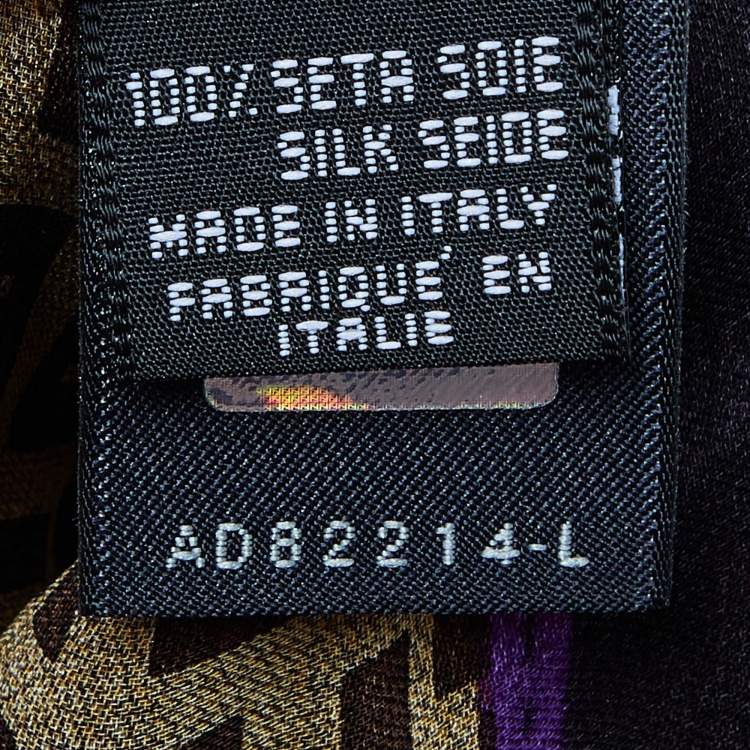 100% SETA SOIE
SILK SEIDE
MADE IN ITALY
FABRIQUE' EN
ITALIE
AD82214-L